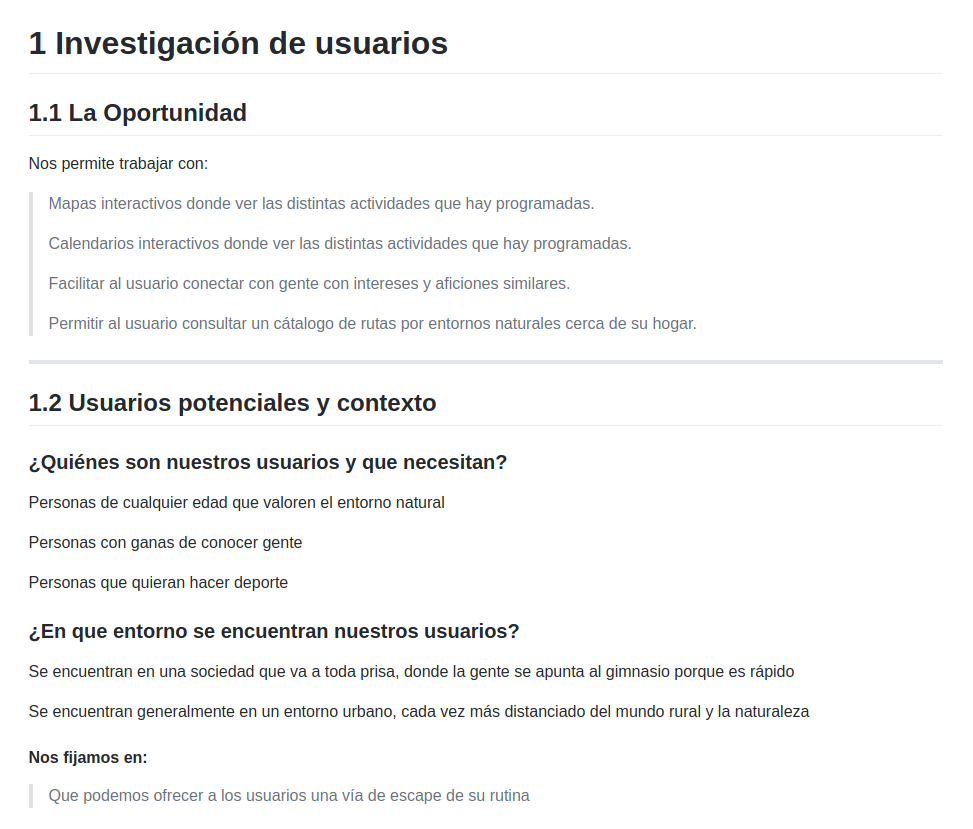 1 Investigación de usuarios
1.1 La Oportunidad
Nos permite trabajar con:
Mapas interactivos donde ver las distintas actividades que hay programadas.
Calendarios interactivos donde ver las distintas actividades que hay programadas.
Facilitar al usuario conectar con gente con intereses y aficiones similares.
Permitir al usuario consultar un cátalogo de rutas por entornos naturales cerca de su hogar.
1.2 Usuarios potenciales y contexto
¿Quiénes son nuestros usuarios y que necesitan?
Personas de cualquier edad que valoren el entorno natural
Personas con ganas de conocer gente
Personas que quieran hacer deporte
¿En que entorno se encuentran nuestros usuarios?
Se encuentran en una sociedad que va a toda prisa, donde la gente se apunta al gimnasio porque es rápido
Se encuentran generalmente en un entorno urbano, cada vez más distanciado del mundo rural y la naturaleza
Nos fijamos en:
Que podemos ofrecer a los usuarios una vía de escape de su rutina